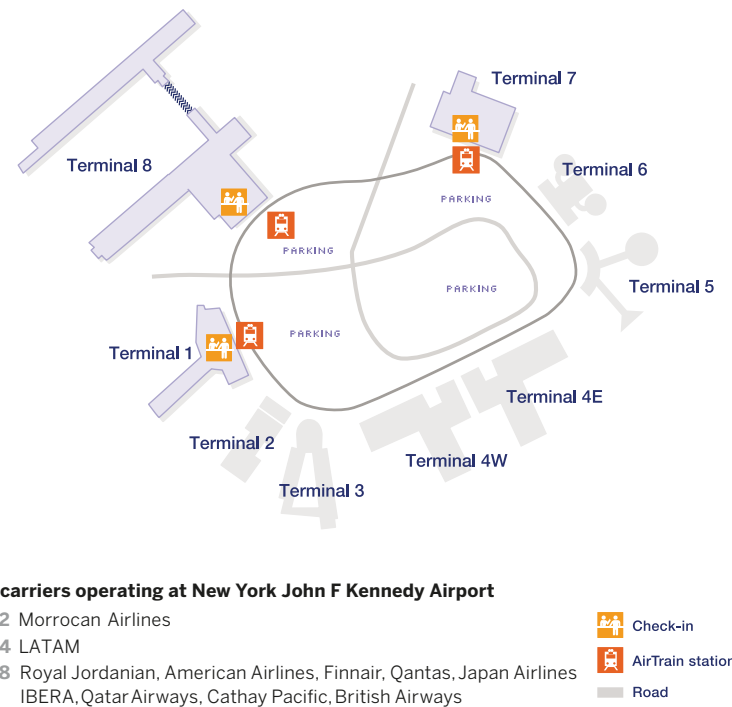 Terminal 7
Terminal 8
Terminal 6
PARKING
PARKING
Terminal 5
PARKING
PARKING
Terminal 1
Terminal 4E
Terminal 2
Terminal 4W
Terminal 3
carriers operating at New York John F Kennedy Airport
2 Morrocan Airlines
4 LATAM
8 Royal Jordanian, American Airlines, Finnair, Qantas, Japan Airlines
IBERA, Qatar Airways, Cathay Pacific, British Airways
Check-in
AirTrain station
Road